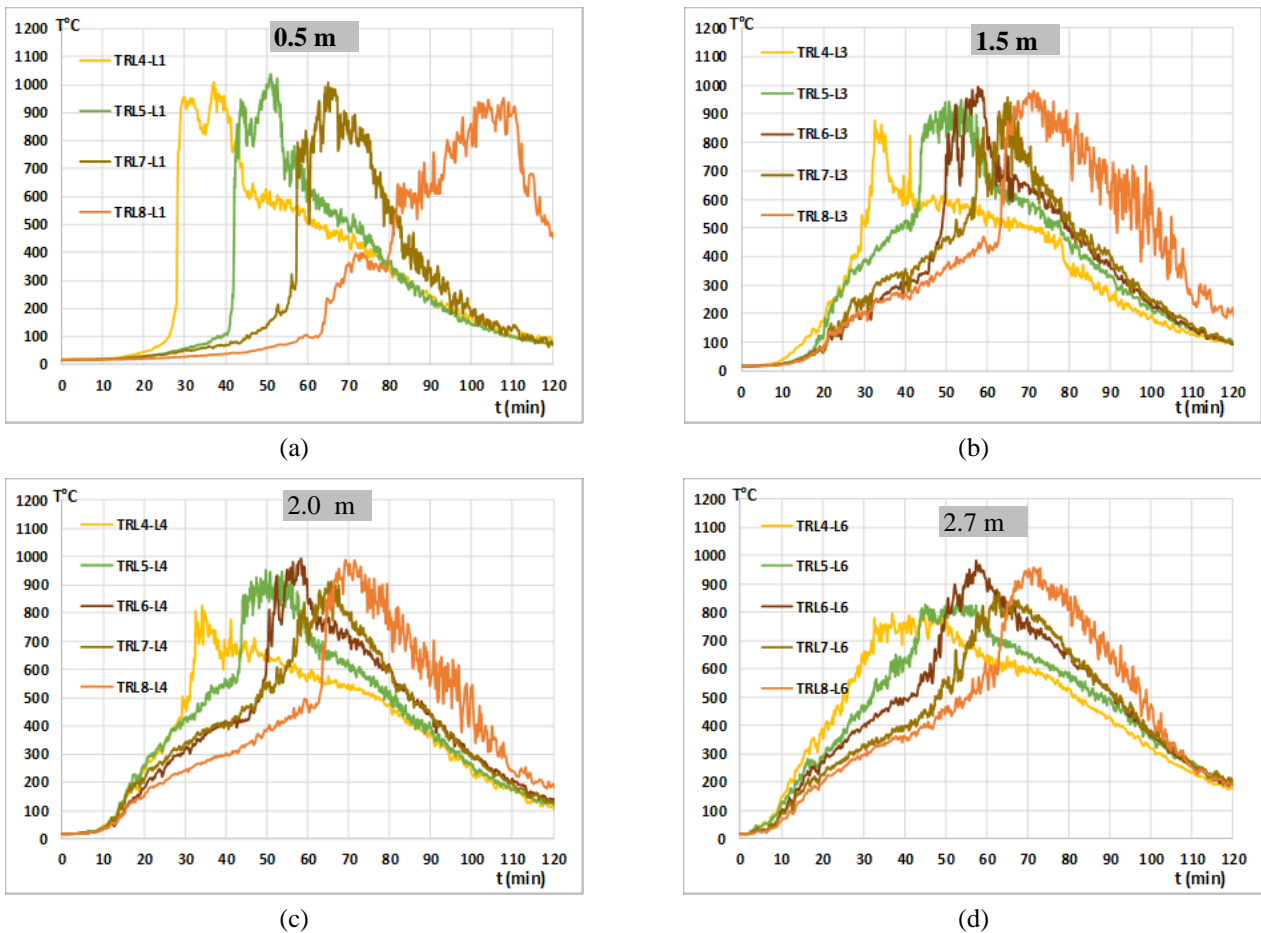 T°C
0.5 m
1200
1100
1000
900
800
700
600
500
400
300
200
100
0
TRL4-L1
TRL5-L1
TRL7-L1
TRL8-L1
0 10 20 30 40 50 60 70 80 90 100 110 120
t (min)
(a)
T°C
1.5 m
1200
1100
1000
900
800
700
600
500
400
300
200
100
0
TRL4-L3
TRL5-L3
TRL6-L3
TRL7-L3
TRL8-L3
0 10 20 30 40 50 60 70 80 90 100 110 120
t (min)
(b)
T°C
2.0 m
1200
1100
1000
900
800
700
600
500
400
300
200
100
0
TRL4-L4
TRL5-L4
TRL6-L4
TRL7-L4
TRL8-L4
0 10 20 30 40 50 60 70 80 90 100 110 120
t (min)
(c)
T°C
2.7 m
1200
1100
1000
900
800
700
600
500
400
300
200
100
0
TRL4-L6
TRL5-L6
TRL6-L6
TRL7-L6
TRL8-L6
0 10 20 30 40 50 60 70 80 90 100 110 120
t (min)
(d)